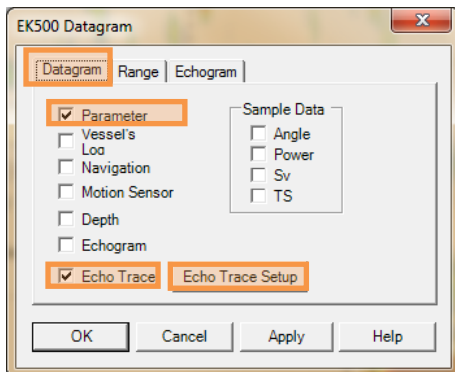 EK500 Datagram
Datagram Range Echogram
Parameter
Vessel's
Log
Navigation
Motion Sensor
Depth
Echogram
Echo Trace Echo Trace Setup
Sample Data
Angle
Power
Sv
TS
OK Cancel Apply Help